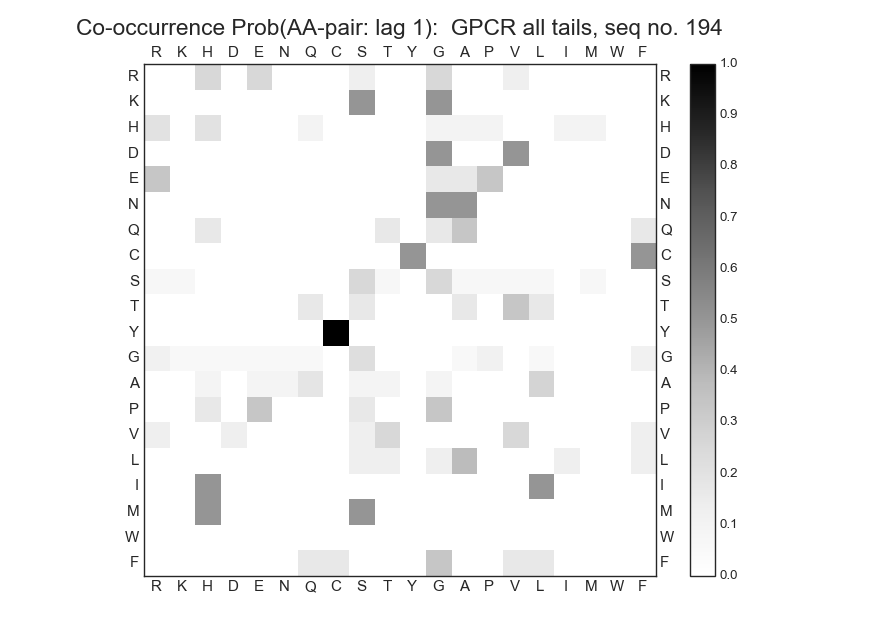 Co-occurrence Prob(AA-pair: lag 1):  GPCR all tails, seq no. 194
R K H D E N Q C S T Y G A P V L I M W F
R R
K K
H H
D D
E E
N N
Q Q
C C
S S
T T
Y Y
G G
A A
P P
V V
L L
I I
M M
W W
F F
R K H D E N Q C S T Y G A P V L I M W F
1.0
0.9
0.8
0.7
0.6
0.5
0.4
0.3
0.2
0.1
0.0